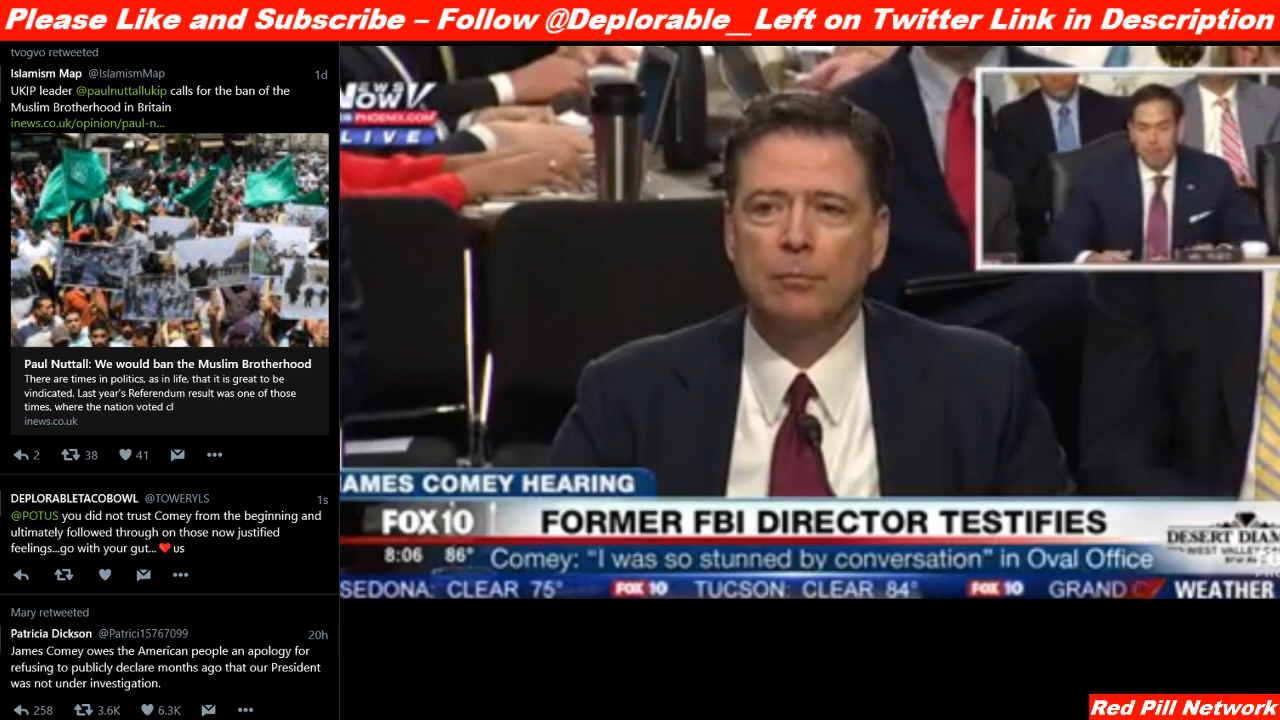 Please Like and Subscribe – Follow @Deplorable__Left on Twitter Link in Description
tvogvo retweeted
Islamism Map @IslamismMap 1d
UKIP leader @paulnuttallukip calls for the ban of the
Muslim Brotherhood in Britain
inews.co.uk/opinion/paul-n...
Paul Nuttall: We would ban the Muslim Brotherhood
There are times in politics, as in life, that it is great to be
vindicated. Last year's Referendum result was one of those
times, where the nation voted cl
inews.co.uk
2 38 41
DEPLORABLETACOBOWL @TOWERYLS 1s
@POTUS you did not trust Comey from the beginning and
ultimately followed through on those now justified
feelings...go with your gut...❤us
Mary retweeted
Patricia Dickson @Patrici15767099 20h
James Comey owes the American people an apology for
refusing to publicly declare months ago that our President
was not under investigation.
258 3.6K 6.3K
NEWS
NOW
PHOENIX.COM
LIVE
JAMES COMEY HEARING
FOX 10 FORMER FBI DIRECTOR TESTIFIES
8:06 86° Comey: "I was so stunned by conversation" in Oval Office
DESERT DIAM
WEST VALLEY
SEDONA: CLEAR 75° FOX 10 TUCSON: CLEAR 84° FOX 10 GRAND WEATHER
Red Pill Network